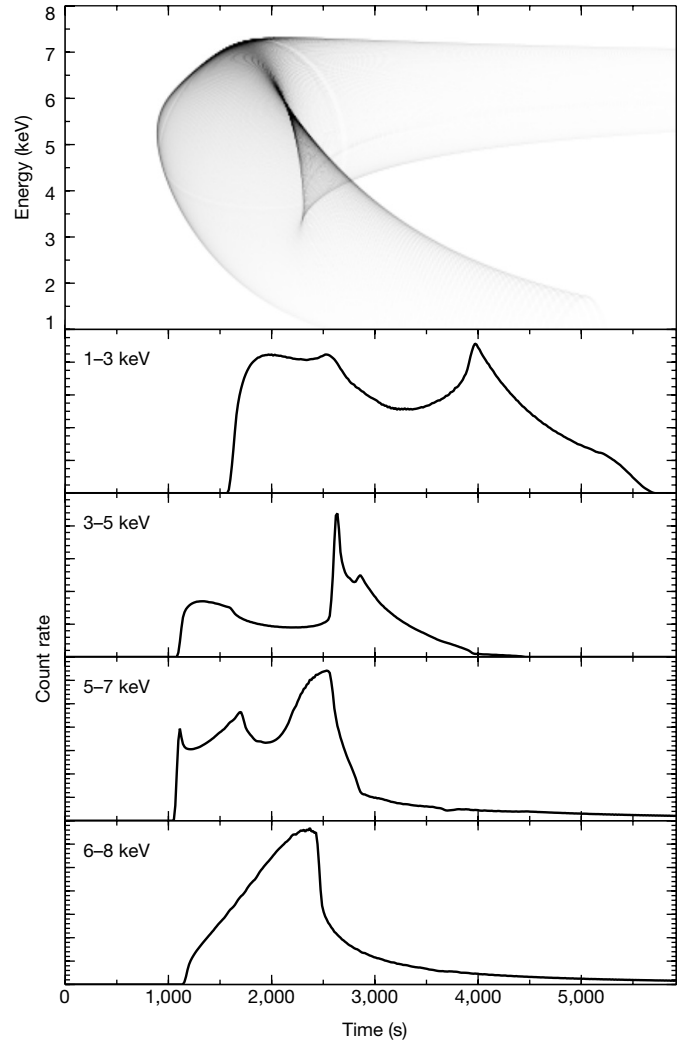 8
7
6
5
4
3
2
1
Energy (keV)
1–3 keV
3–5 keV
5–7 keV
6–8 keV
Count rate
0 1,000 2,000 3,000 4,000 5,000
Time (s)